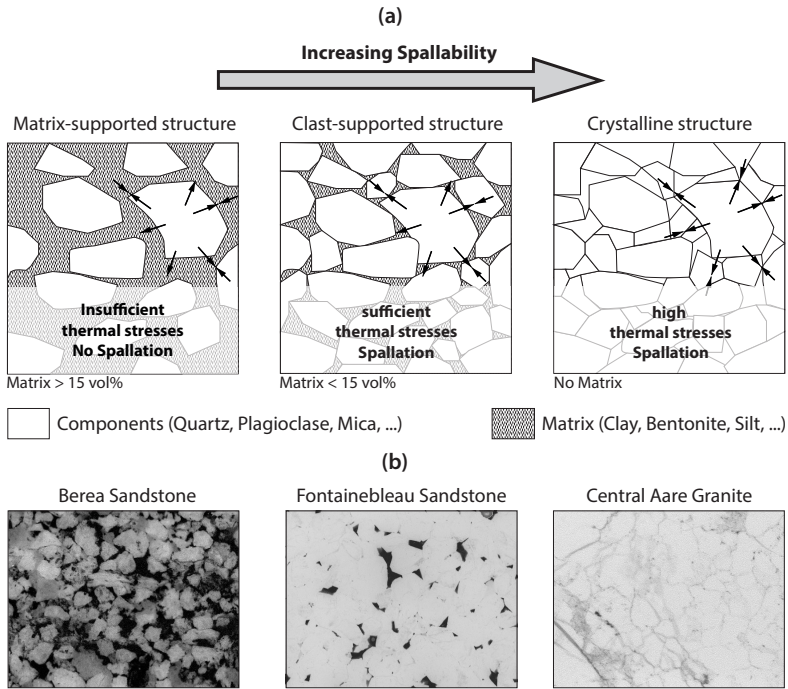 (a)
Increasing Spallability
Matrix-supported structure
Clast-supported structure
Crystalline structure
Insufficient
thermal stresses
No Spallation
sufficient
thermal stresses
Spallation
high
thermal stresses
Spallation
Matrix > 15 vol%
Matrix < 15 vol%
No Matrix
Components (Quartz, Plagioclase, Mica, ...)
Matrix (Clay, Bentonite, Silt, ...)
(b)
Berea Sandstone
Fontainebleau Sandstone
Central Aare Granite